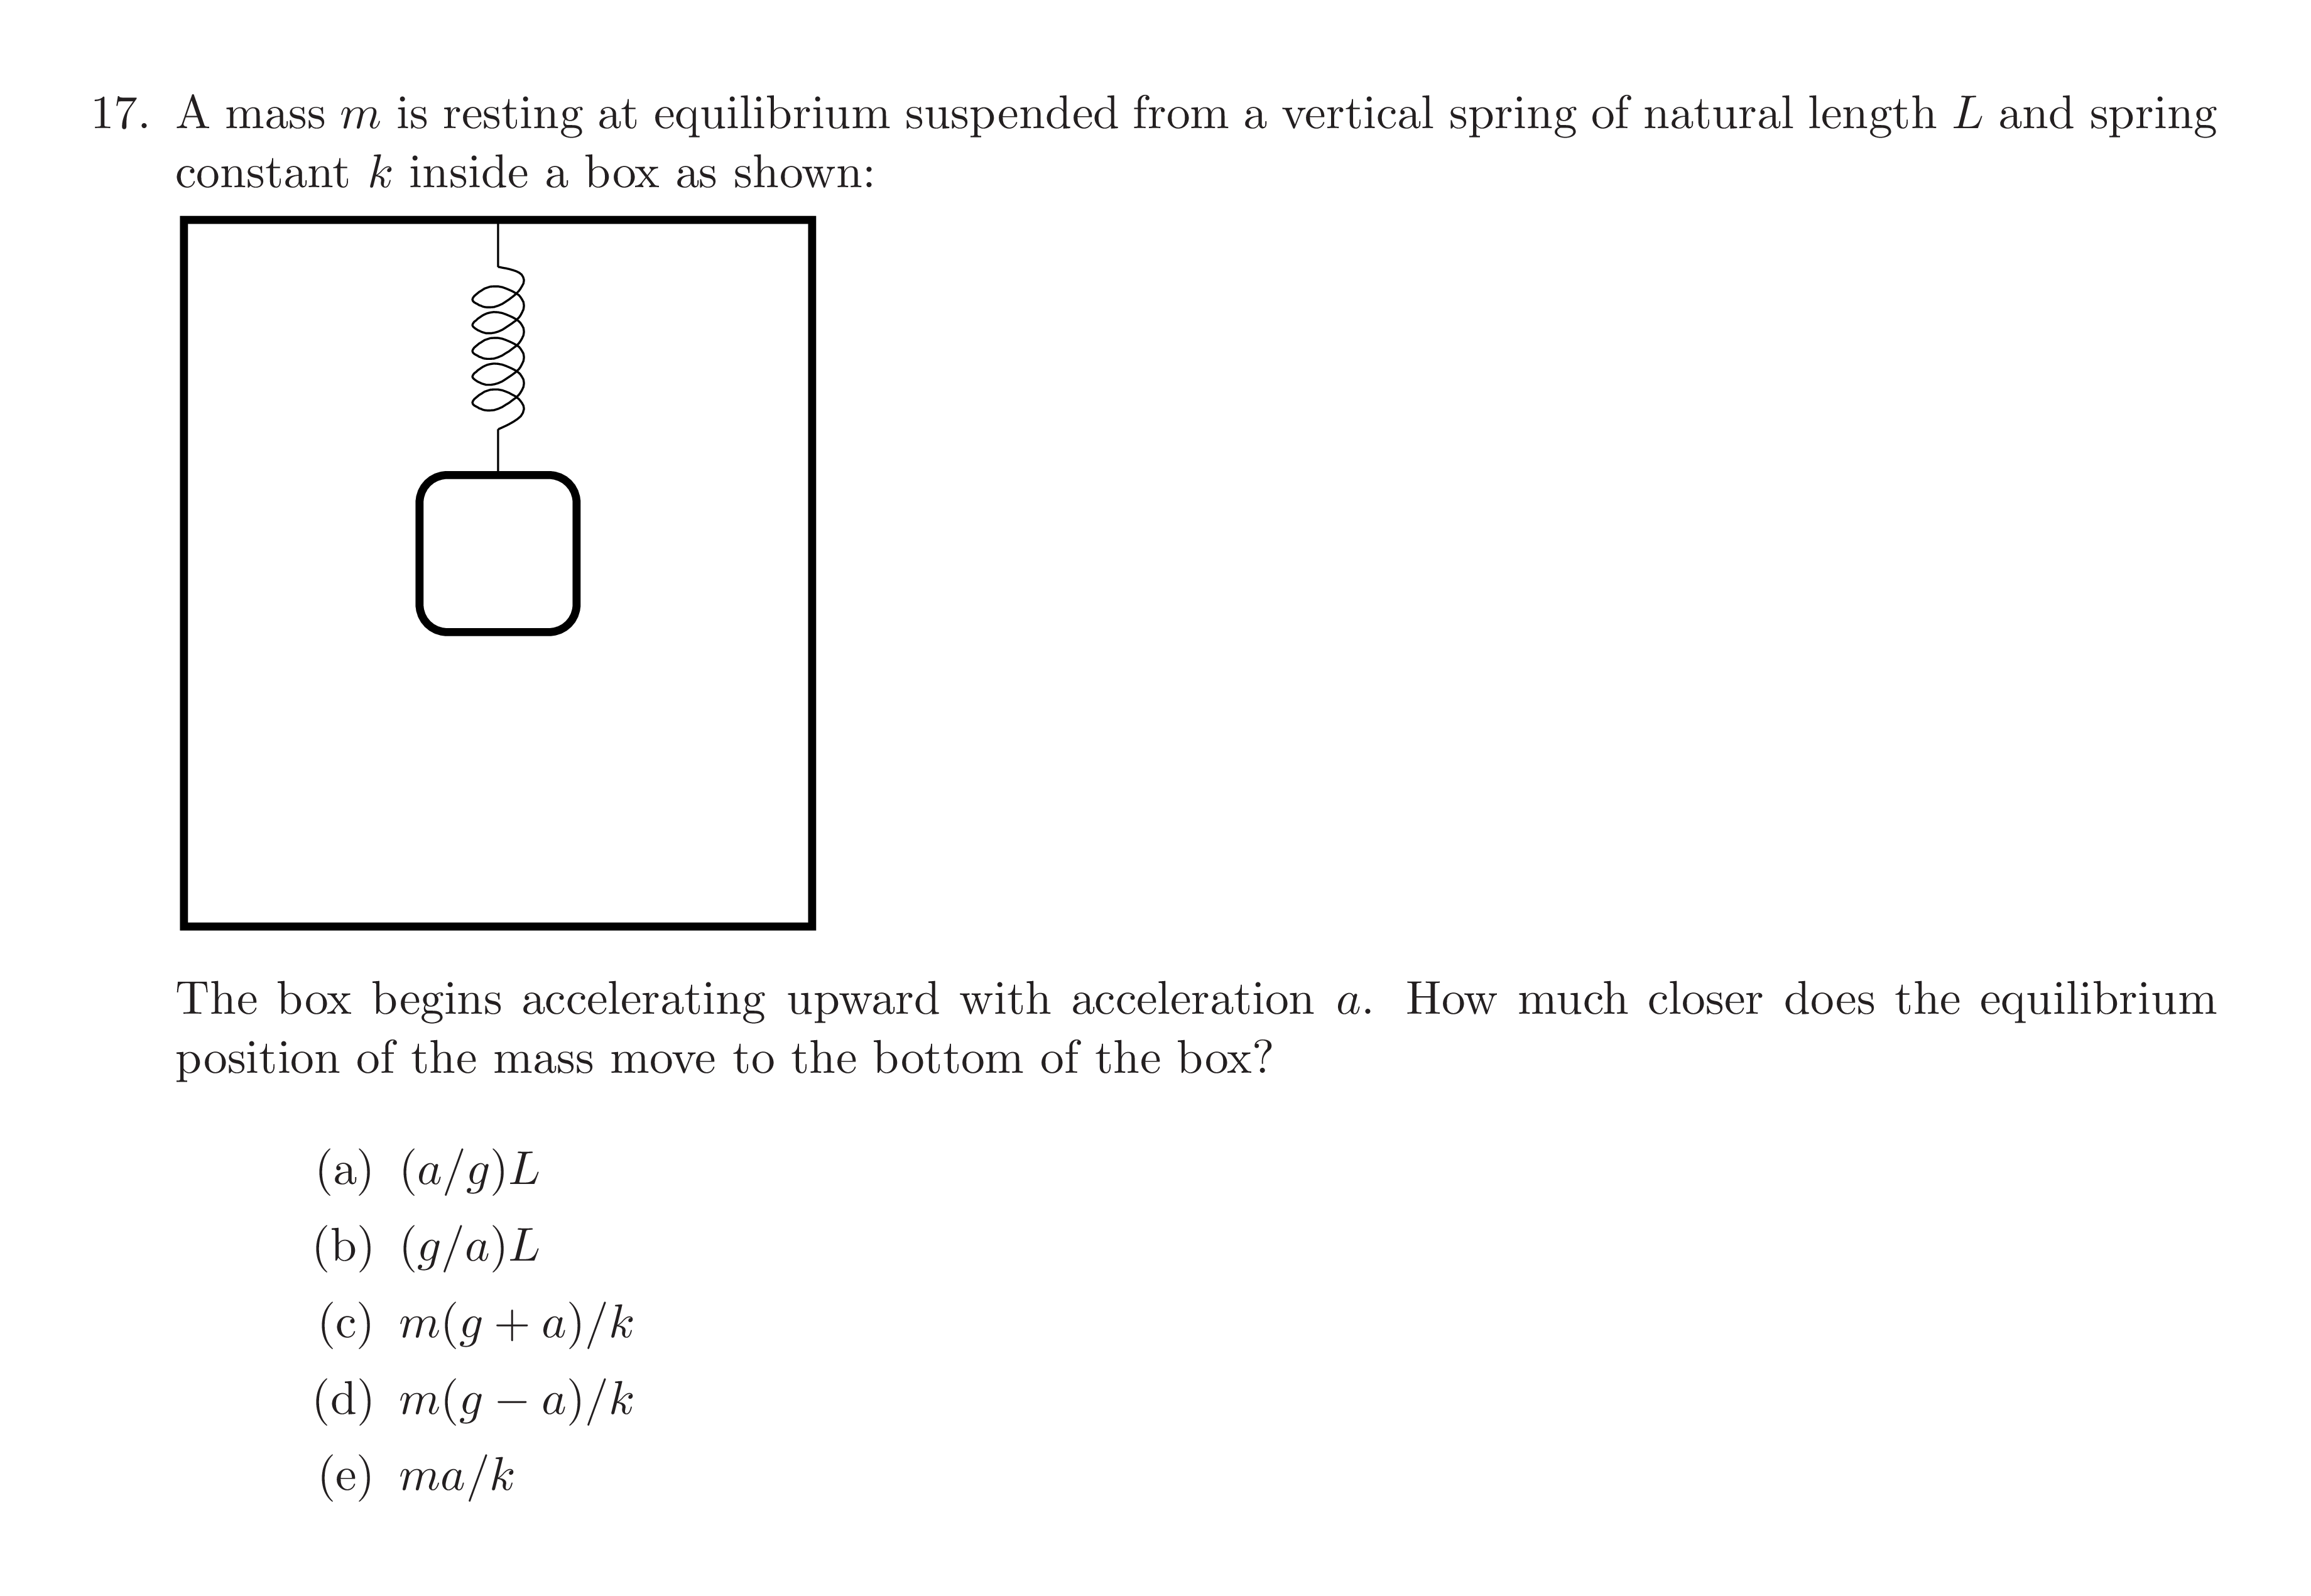 17. A mass m is resting at equilibrium suspended from a vertical spring of natural length L and spring
constant k inside a box as shown:
The box begins accelerating upward with acceleration a. How much closer does the equilibrium
position of the mass move to the bottom of the box?
(a) (a/g)L
(b) (g/a)L
(c) m(g + a)/k
(d) m(g − a)/k
(e) ma/k